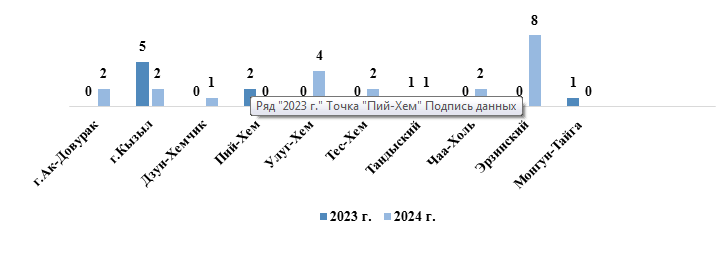 8
5
4
2 2 2 2 2
0 0 1 0 0 0 1 1 0 0 1 0
Ряд "2023 г." Точка "Пий-Хем" Подпись данных
г.Ак-Довурак
г.Кызыл
Дзун-Хемчик
Пий-Хем
Улуг-Хем
Тес-Хем
Тандыский
Чаа-Холь
Эрзинский
Монгун-Тайга
2023 г. 2024 г.